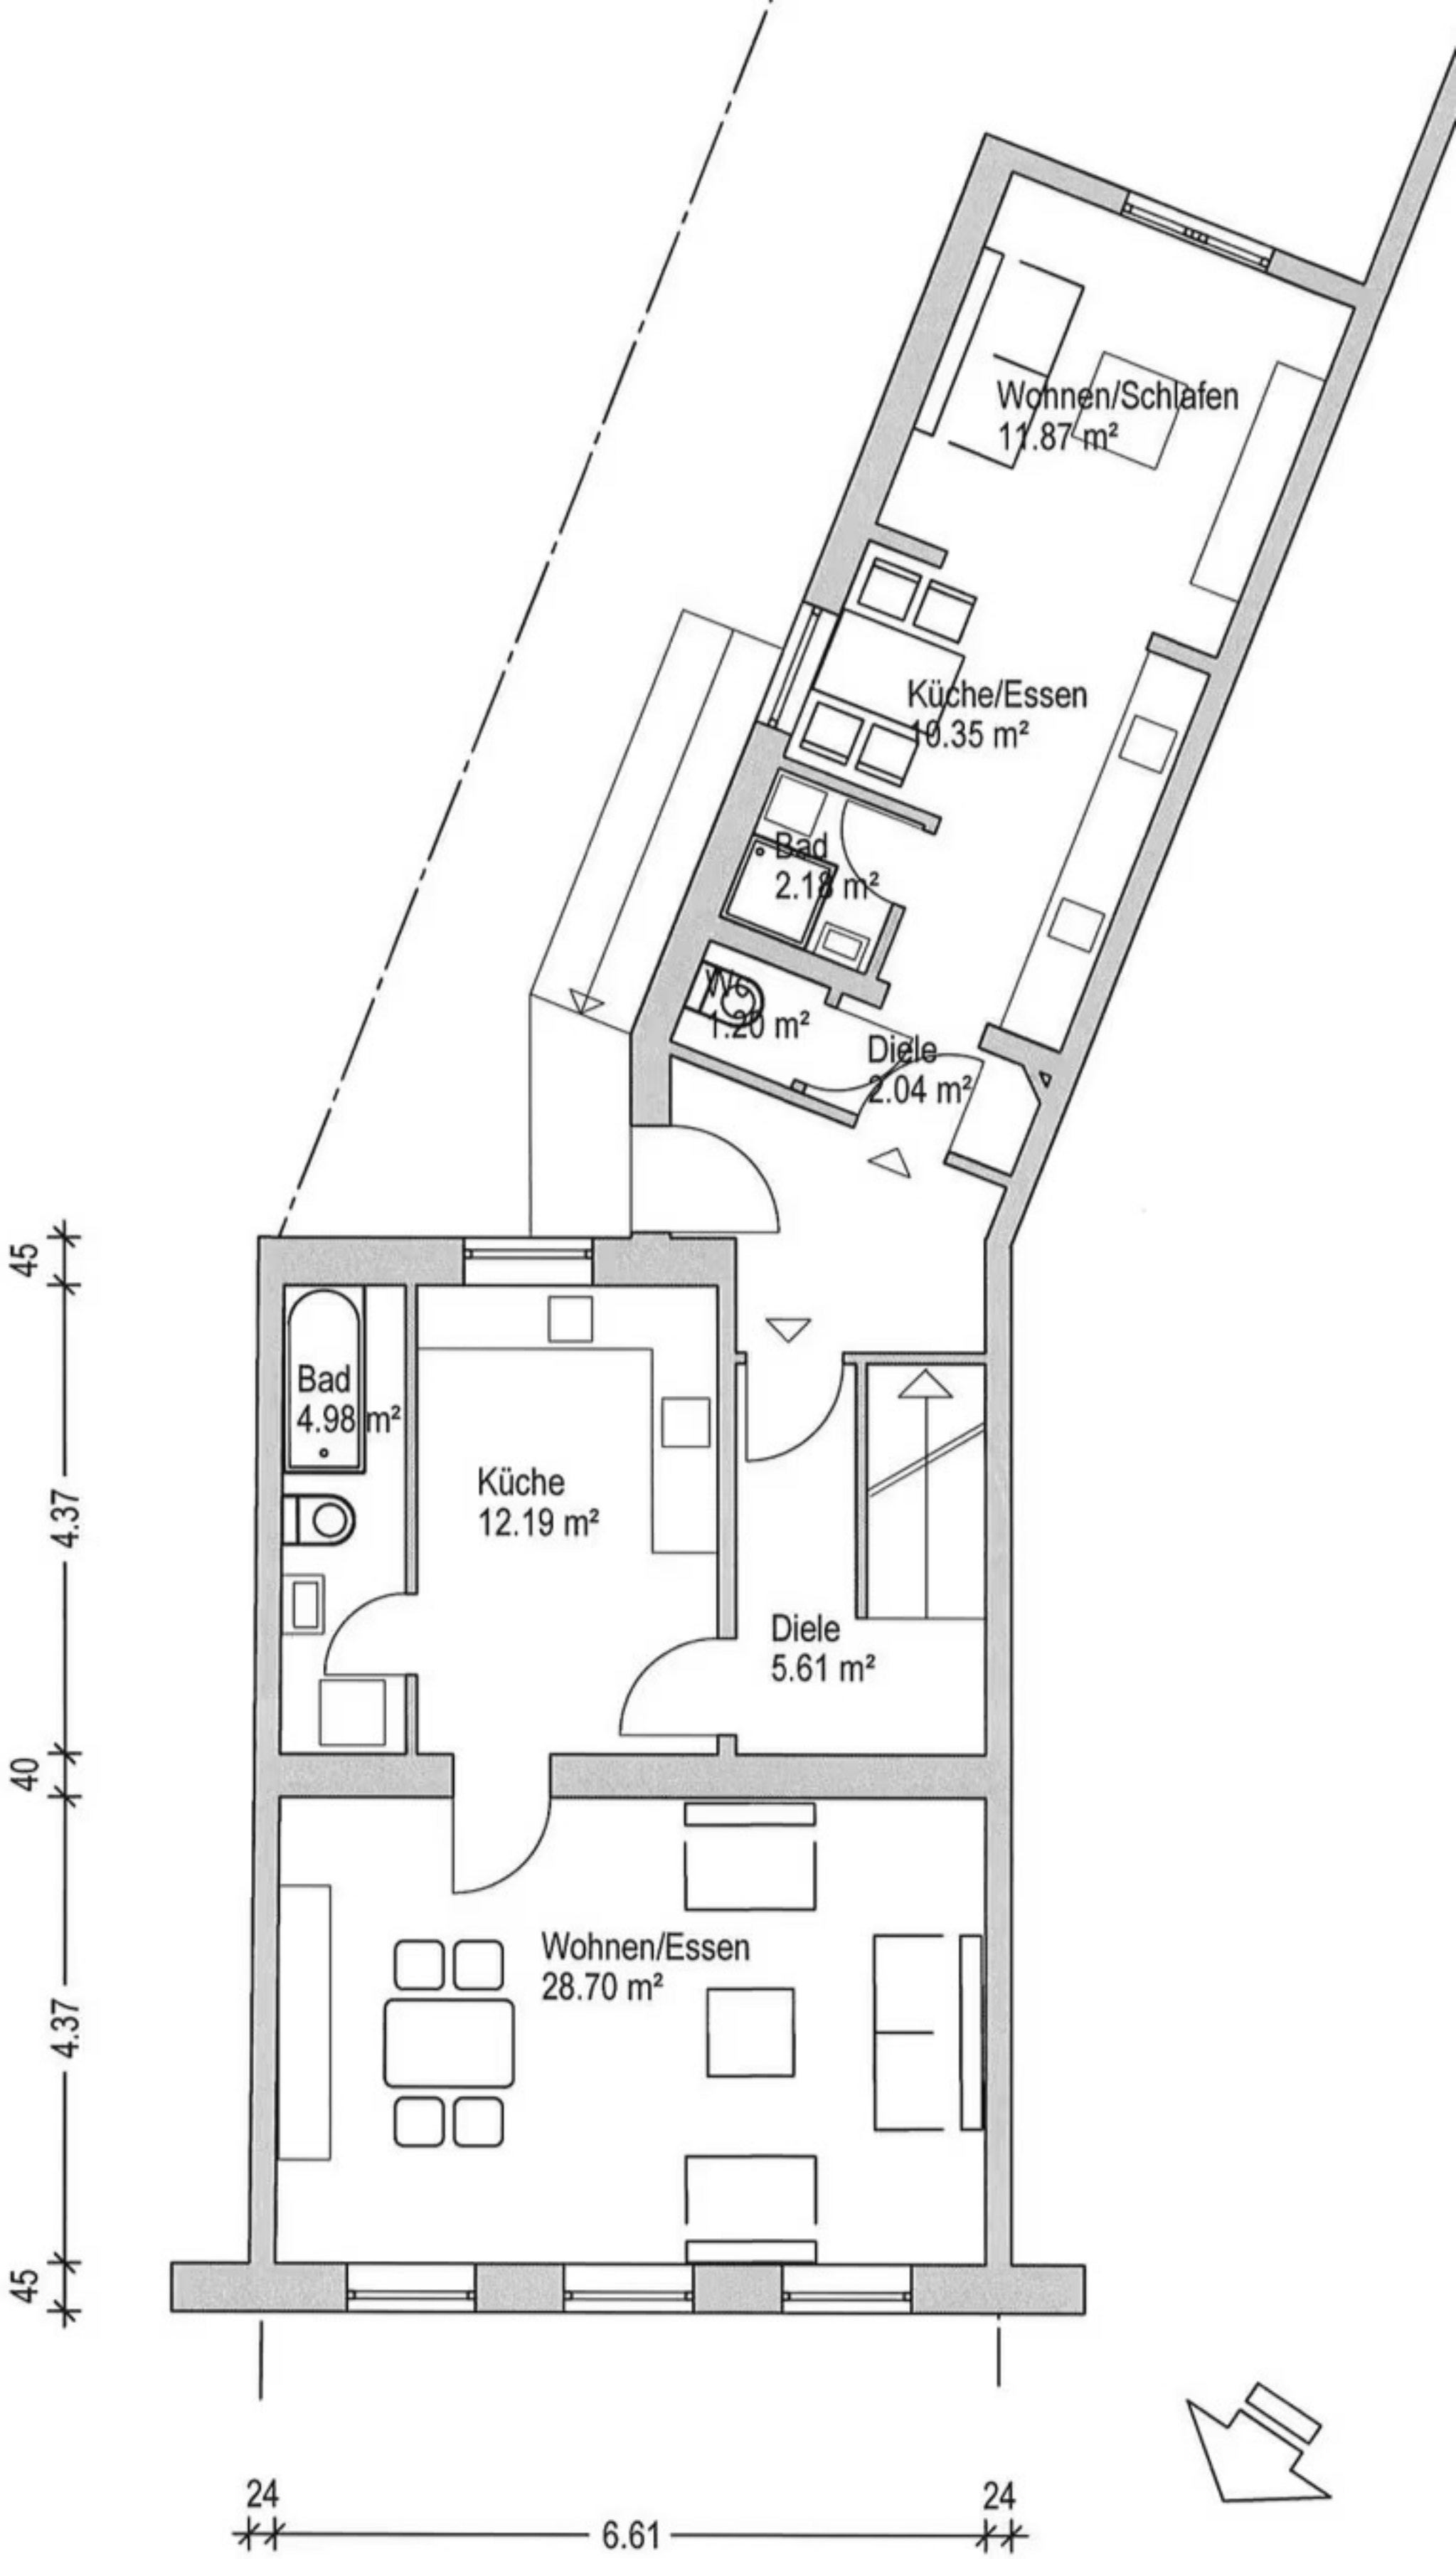 Wohnen/Schlafen
11.87 m²
Küche/Essen
10.35 m²
Bad
2.18 m²
WC
1.20 m²
Diele
2.04 m²
45
Bad
4.98 m²
4.37
Küche
12.19 m²
Diele
5.61 m²
40
Wohnen/Essen
28.70 m²
4.37
45
24
6.61
24